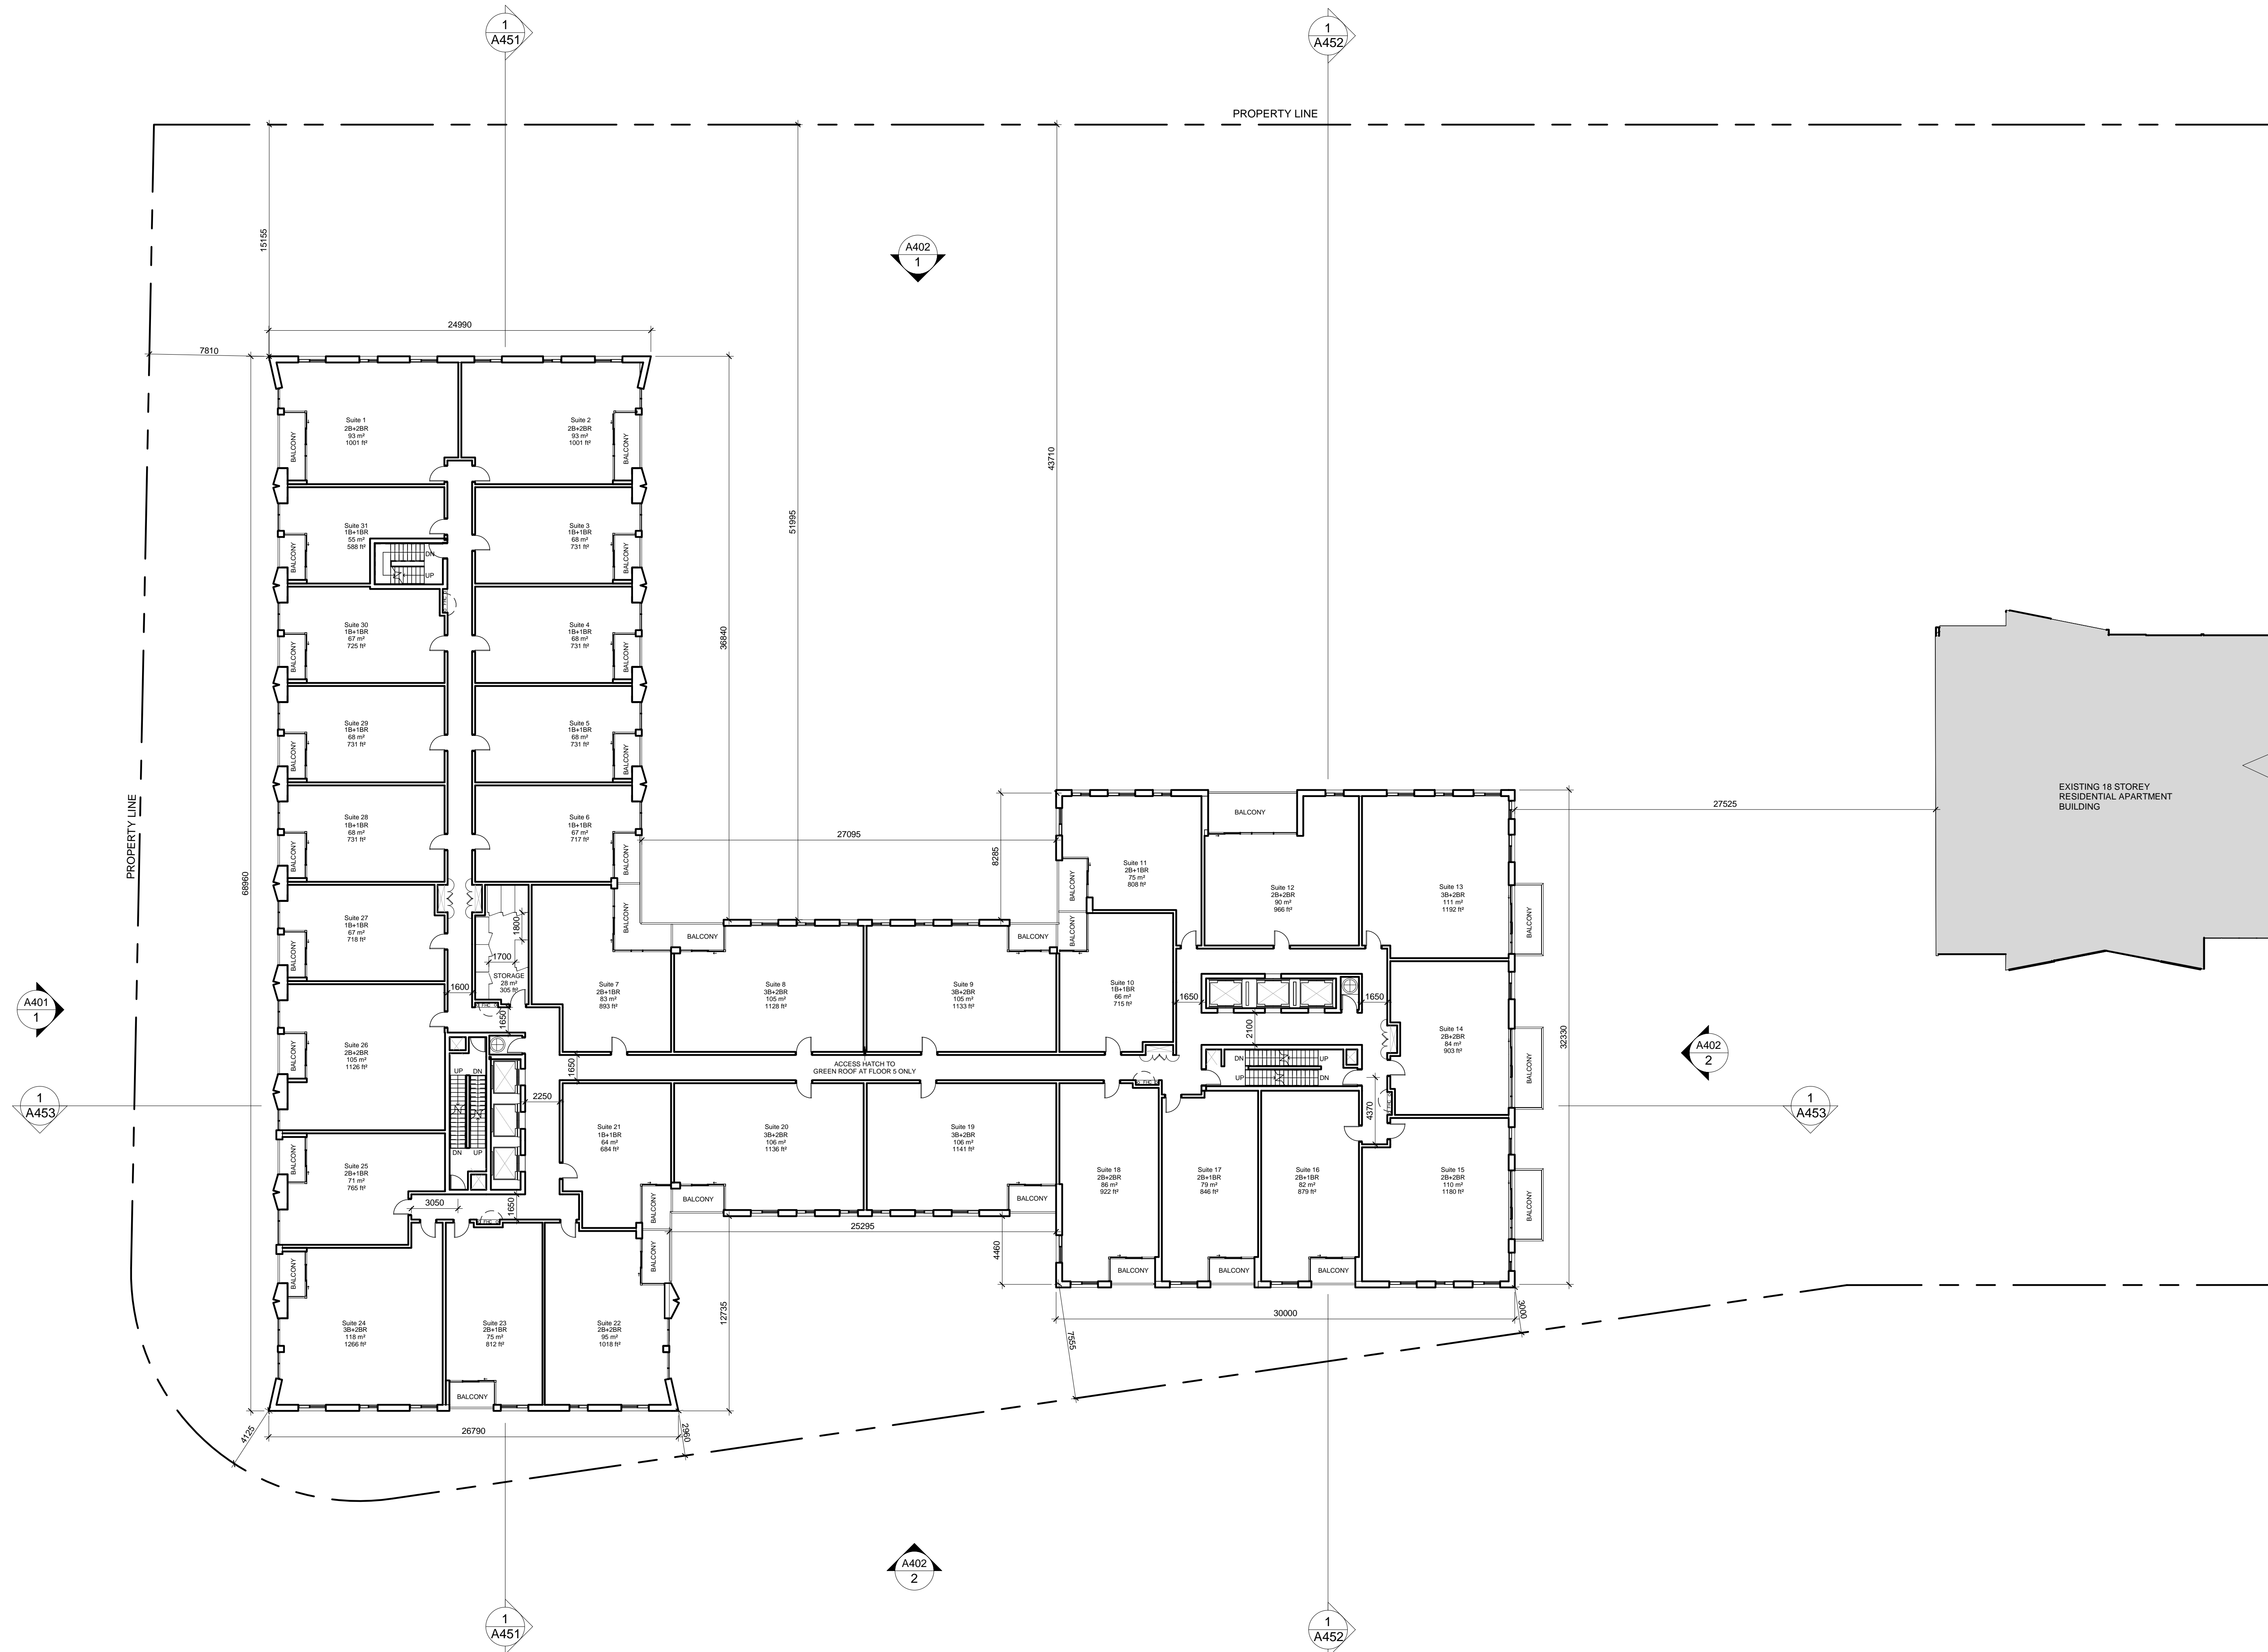 1
A451
1
A452
PROPERTY LINE
15155
A402
1
24990
7810
43710
51995
36840
68960
PROPERTY LINE
Suite 1
2B+2BR
93 m²
1001 ft²
BALCONY
Suite 2
2B+2BR
93 m²
1001 ft²
BALCONY
Suite 31
1B+1BR
55 m²
588 ft²
BALCONY
DN
UP
Suite 3
1B+1BR
68 m²
731 ft²
BALCONY
Suite 30
1B+1BR
67 m²
725 ft²
BALCONY
Suite 4
1B+1BR
68 m²
731 ft²
BALCONY
Suite 29
1B+1BR
68 m²
731 ft²
BALCONY
Suite 5
1B+1BR
68 m²
731 ft²
BALCONY
Suite 28
1B+1BR
68 m²
731 ft²
BALCONY
Suite 6
1B+1BR
67 m²
717 ft²
BALCONY
27095
8285
EXISTING 18 STOREY
RESIDENTIAL APARTMENT
BUILDING
27525
32330
Suite 27
1B+1BR
67 m²
718 ft²
BALCONY
1800
1700
STORAGE
28 m²
305 ft²
1600
1650
BALCONY
Suite 7
2B+1BR
83 m²
893 ft²
BALCONY
Suite 8
3B+2BR
105 m²
1128 ft²
BALCONY
Suite 9
3B+2BR
105 m²
1133 ft²
BALCONY
Suite 10
1B+1BR
66 m²
715 ft²
BALCONY
Suite 11
2B+1BR
75 m²
808 ft²
BALCONY
Suite 12
2B+2BR
90 m²
966 ft²
Suite 13
3B+2BR
111 m²
1192 ft²
BALCONY
A401
1
Suite 26
2B+2BR
105 m²
1126 ft²
BALCONY
UP
DN
DN
UP
1650
ACCESS HATCH TO
GREEN ROOF AT FLOOR 5 ONLY
2250
1650
2100
1650
DN
UP
UP
DN
4370
Suite 14
2B+2BR
84 m²
903 ft²
BALCONY
A402
2
1
A453
1
A453
Suite 25
2B+1BR
71 m²
765 ft²
BALCONY
3050
1650
Suite 21
1B+1BR
64 m²
684 ft²
BALCONY
Suite 20
3B+2BR
106 m²
1136 ft²
BALCONY
Suite 19
3B+2BR
106 m²
1141 ft²
BALCONY
Suite 18
2B+2BR
86 m²
922 ft²
BALCONY
Suite 17
2B+1BR
79 m²
846 ft²
BALCONY
Suite 16
2B+1BR
82 m²
879 ft²
BALCONY
Suite 15
2B+2BR
110 m²
1180 ft²
BALCONY
25295
4460
BALCONY
Suite 24
3B+2BR
118 m²
1266 ft²
Suite 23
2B+1BR
75 m²
812 ft²
BALCONY
Suite 22
2B+2BR
95 m²
1018 ft²
BALCONY
12735
30000
3000
7555
4125
26790
2960
A402
2
1
A451
1
A452